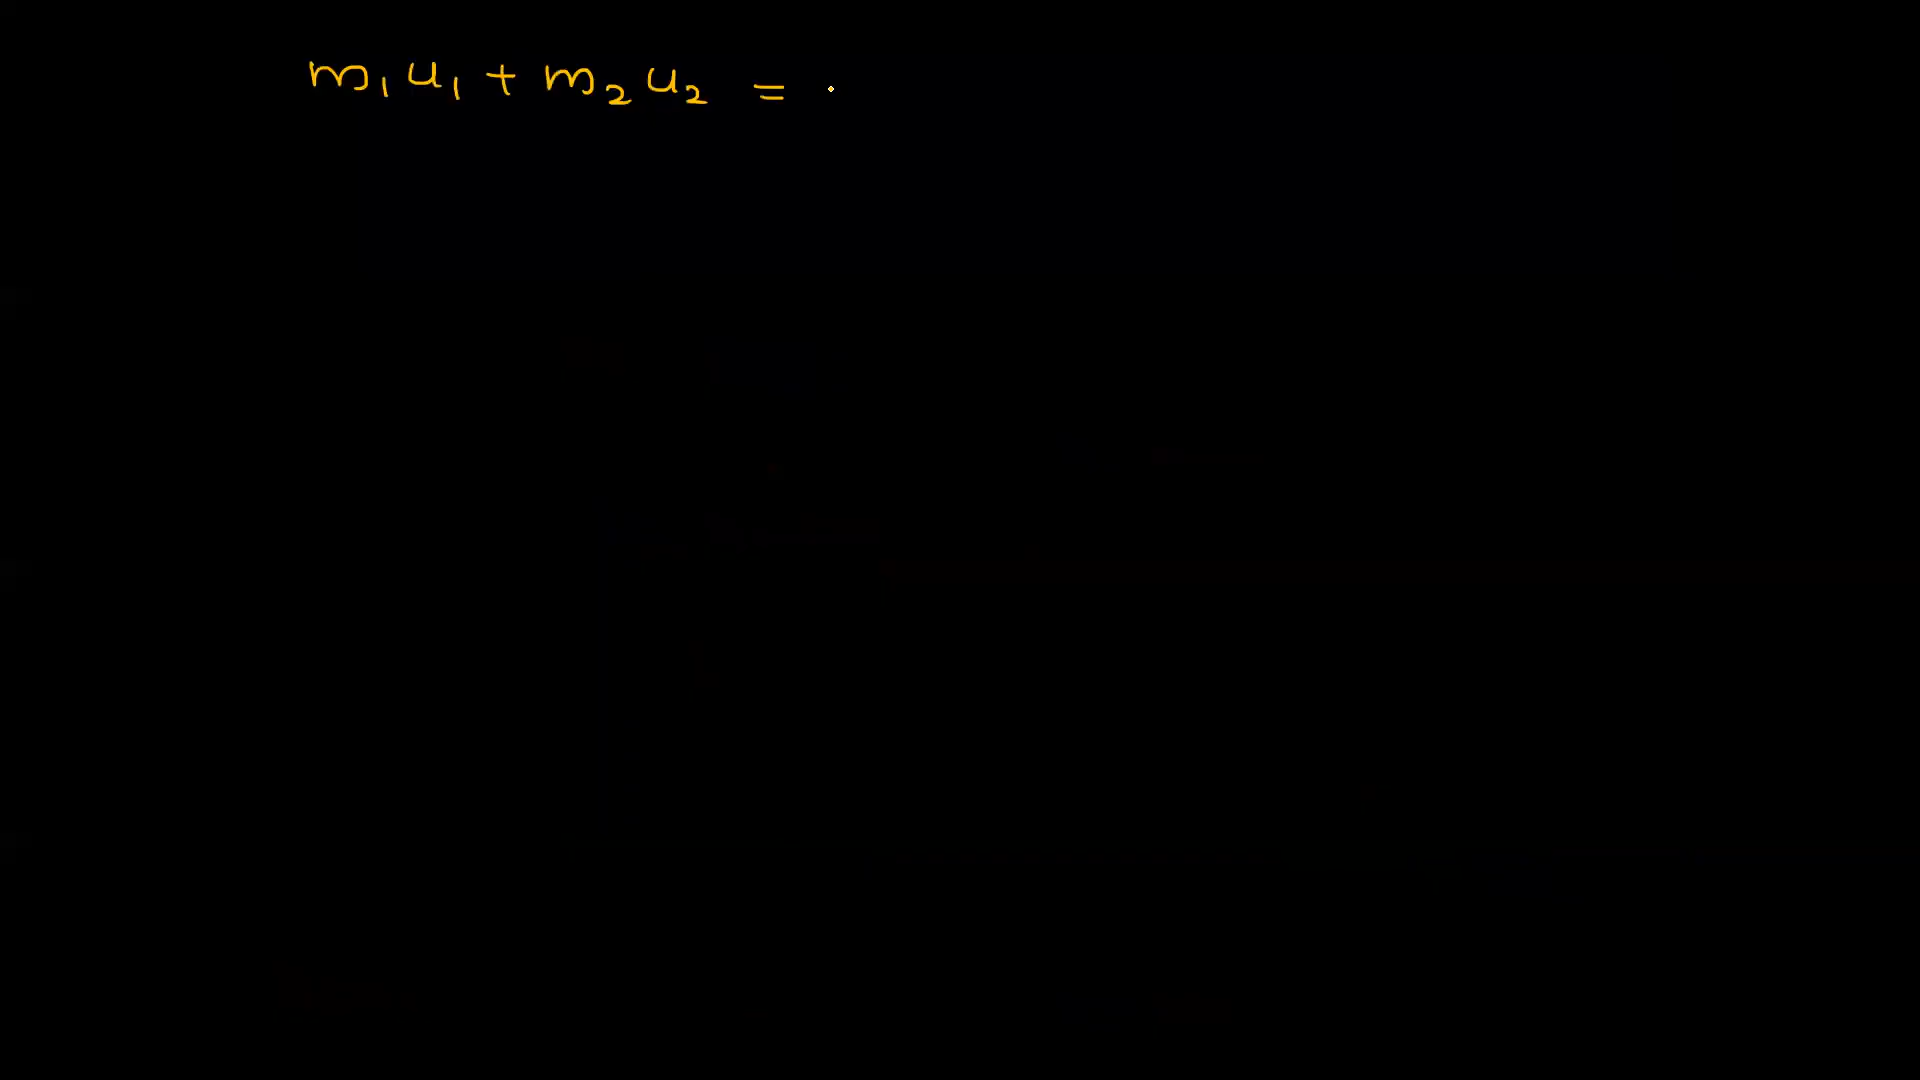 m₁u₁ + m₂u₂ =